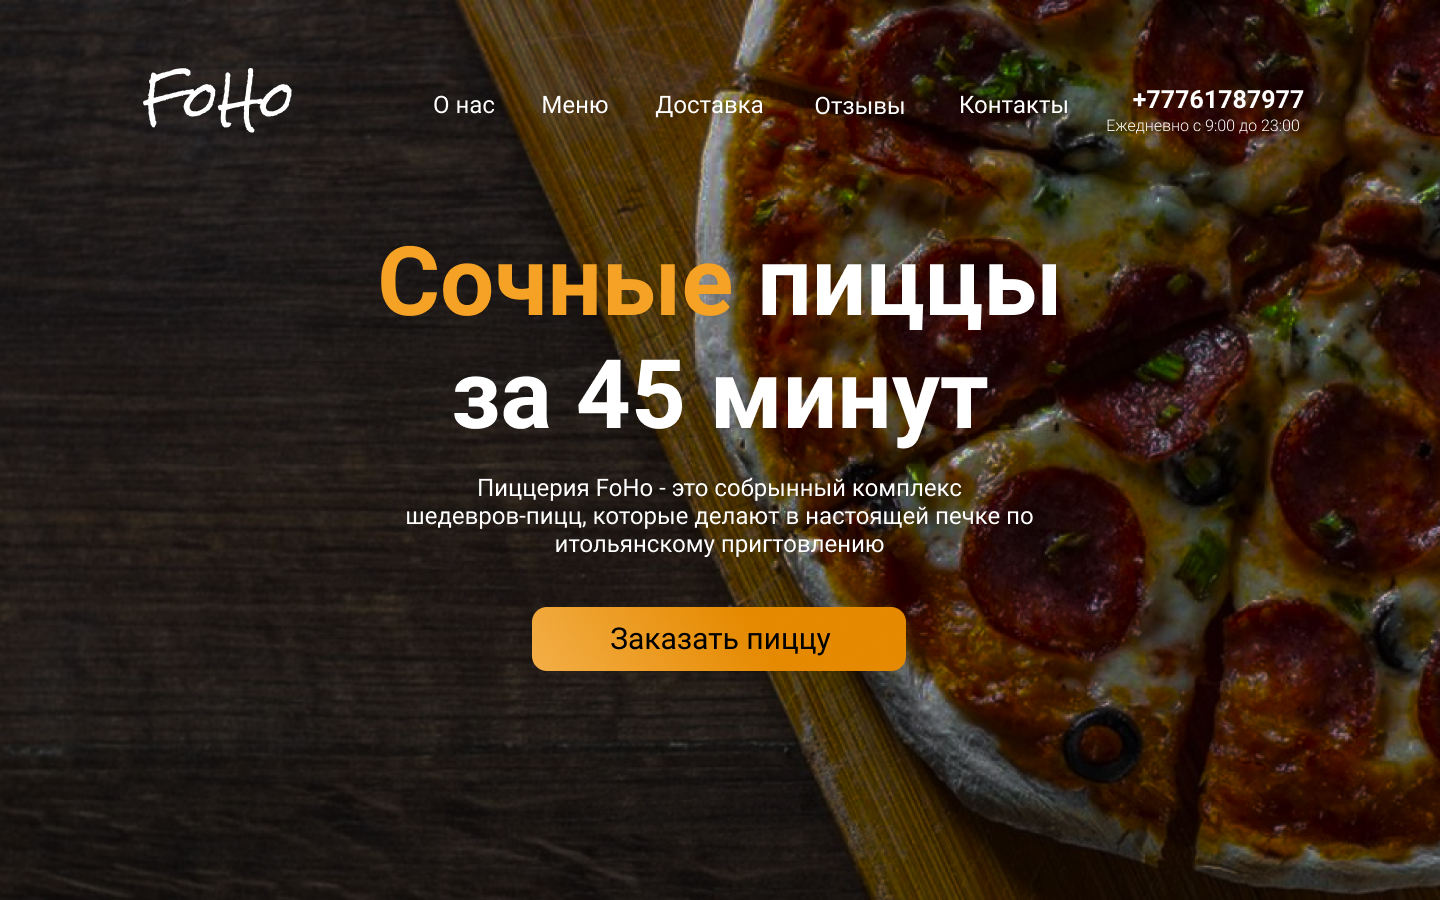 FoHo
О нас Меню Доставка Отзывы Контакты +77761787977
Ежедневно с 9:00 до 23:00
Сочные пиццы
за 45 минут
Пиццерия FoHo - это собрынный комплекс
шедевров-пицц, которые делают в настоящей печке по
итольянскому пригтовлению
Заказать пиццу